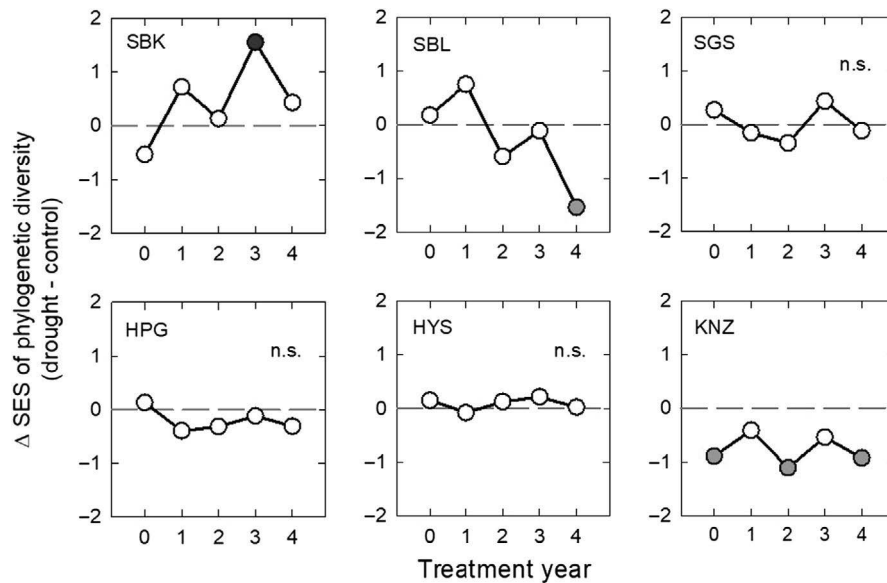 Δ SES of phylogenetic diversity
(drought - control)
SBK
2
1
0
−1
−2
0 1 2 3 4
SBL
2
1
0
−1
−2
0 1 2 3 4
SGS
n.s.
2
1
0
−1
−2
0 1 2 3 4
HPG
n.s.
2
1
0
−1
−2
0 1 2 3 4
HYS
n.s.
2
1
0
−1
−2
0 1 2 3 4
KNZ
2
1
0
−1
−2
0 1 2 3 4
Treatment year